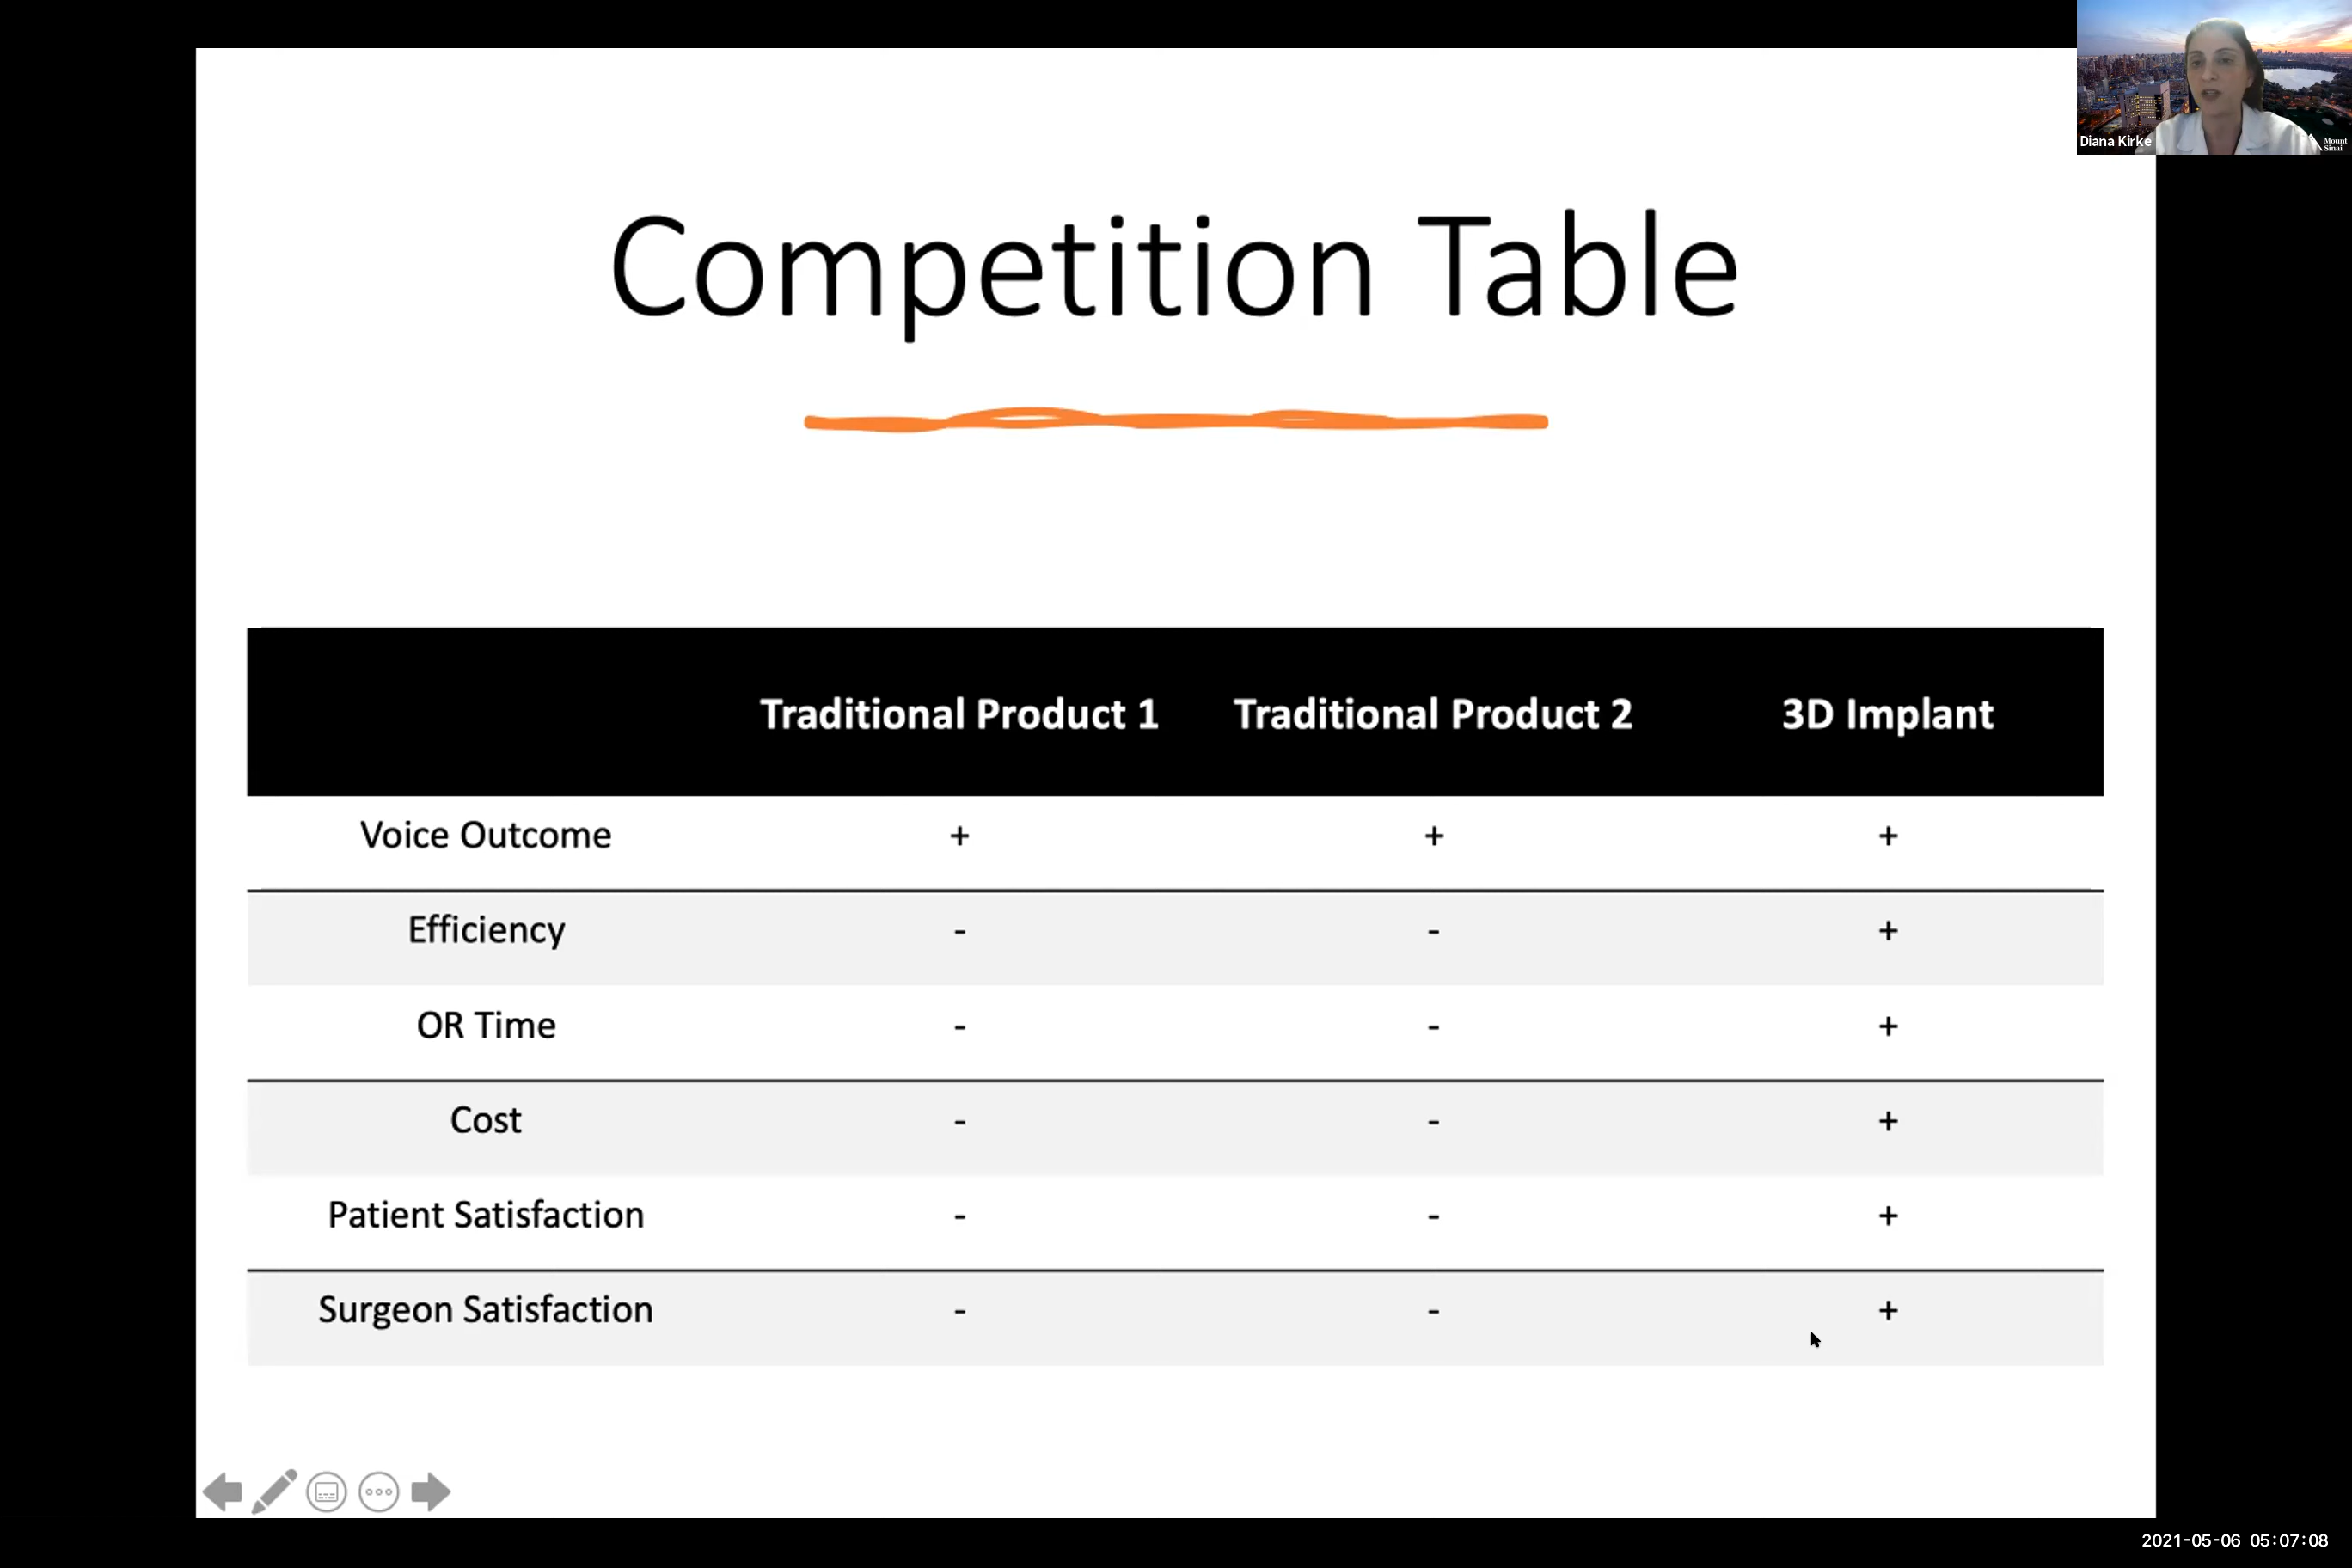 Diana Kirke
Mount
Sinai
Competition Table
Traditional Product 1 Traditional Product 2 3D Implant
Voice Outcome + + +
Efficiency - - +
OR Time - - +
Cost - - +
Patient Satisfaction - - +
Surgeon Satisfaction - - +
2021-05-06 05:07:08